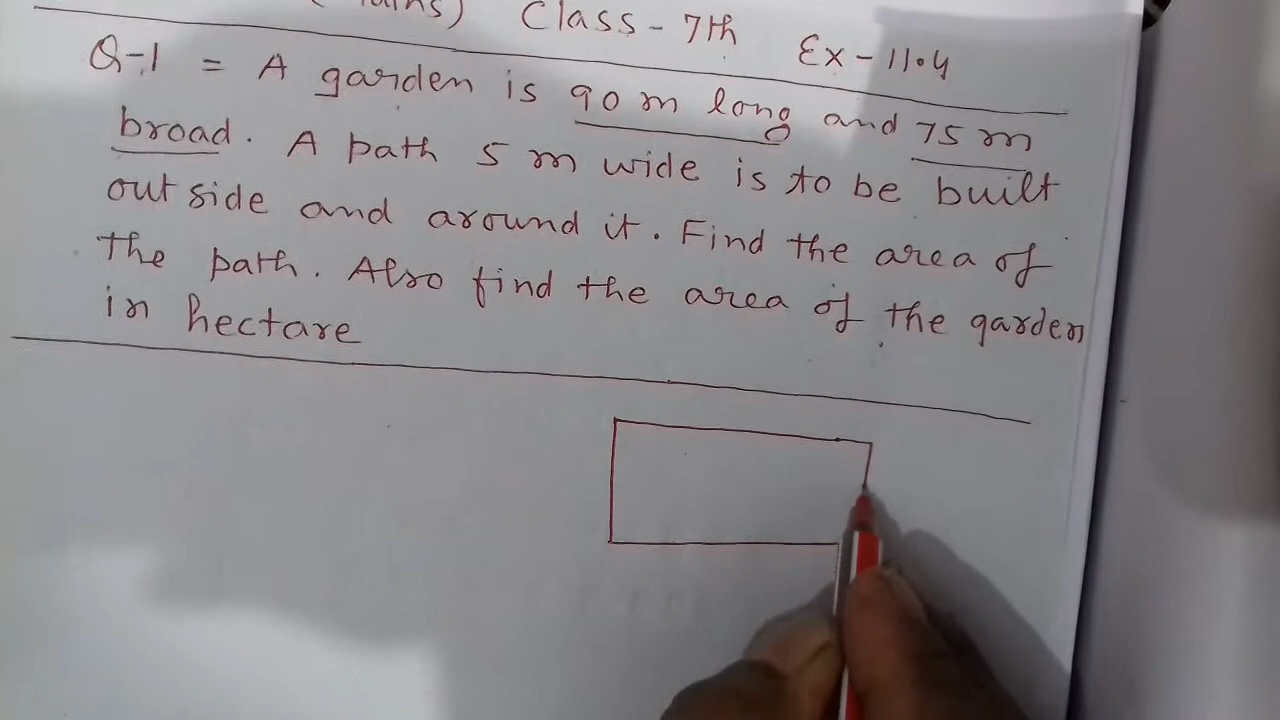 Class - 7th Ex - 11.4
Q-1 = A garden is 90 m long and 75 m
broad. A path 5 m wide is to be built
out side and around it. Find the area of
the path. Also find the area of the garden
in hectare